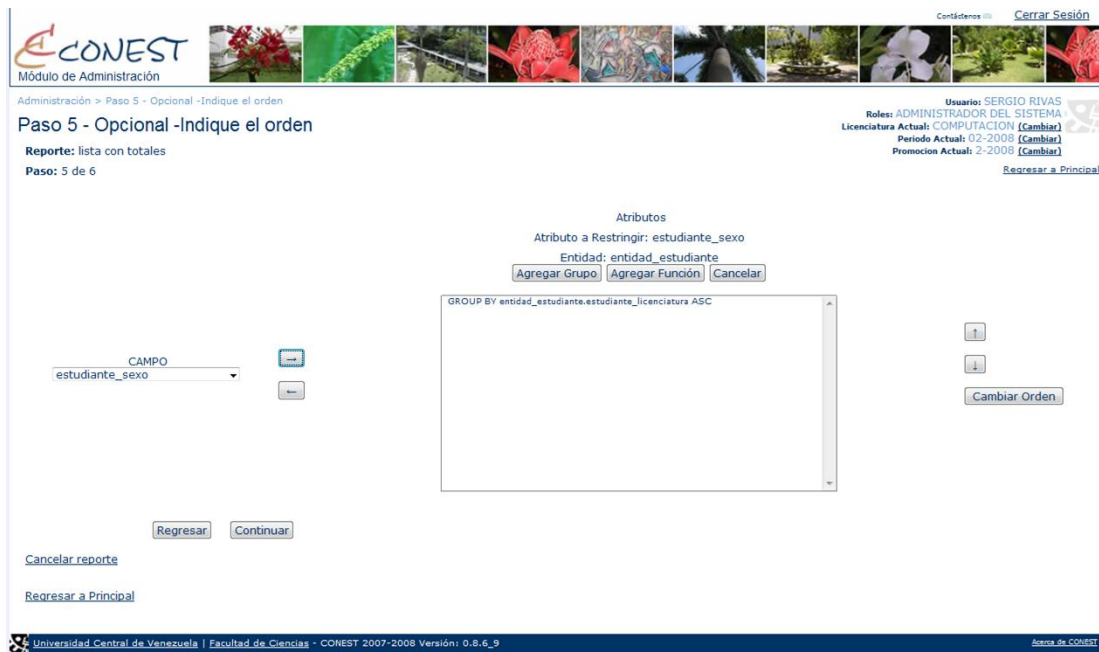 Contáctenos
Cerrar Sesión
CONEST
Módulo de Administración
Administración > Paso 5 - Opcional -Indique el orden
Paso 5 - Opcional -Indique el orden
Reporte: lista con totales
Paso: 5 de 6
Usuario: SERGIO RIVAS
Roles: ADMINISTRADOR DEL SISTEMA
Licenciatura Actual: COMPUTACION (Cambiar)
Periodo Actual: 02-2008 (Cambiar)
Promocion Actual: 2-2008 (Cambiar)
Regresar a Principal
Atributos
Atributo a Restringir: estudiante_sexo
Entidad: entidad_estudiante
Agregar Grupo Agregar Función Cancelar
GROUP BY entidad_estudiante.estudiante_licenciatura ASC
CAMPO
estudiante_sexo
→
←
↑
↓
Cambiar Orden
Regresar Continuar
Cancelar reporte
Regresar a Principal
Universidad Central de Venezuela | Facultad de Ciencias - CONEST 2007-2008 Versión: 0.8.6_9
Acerca de CONEST